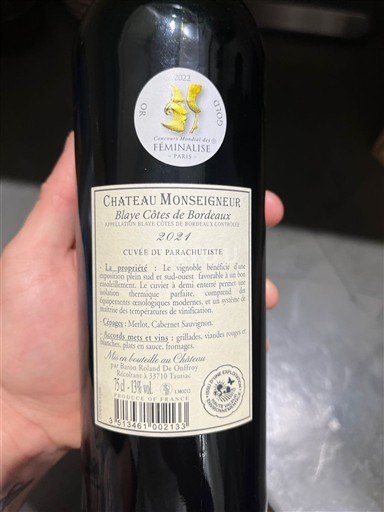 2022
OR
GOLD
Concours Mondial des
FÉMINALISE
PARIS
CHATEAU MONSEIGNEUR
Blaye Côtes de Bordeaux
APPELLATION BLAYE CÔTES DE BORDEAUX CONTRÔLÉE
2021
CUVÉE DU PARACHUTISTE
La propriété : Le vignoble bénéficie d'une
exposition plein sud et sud-ouest favorable à un bon
ensoleillement. Le cuvier à demi enterré permet une
isolation thermique parfaite, comprend des
équipements œnologiques modernes, et un système de
maîtrise des températures de vinification.
Cépages : Merlot, Cabernet Sauvignon.
Accords mets et vins : grillades, viandes rouges et
blanches, plats en sauce, fromages.
Mis en bouteille au Château
par Baron Roland De Onffroy
Récoltant à 33710 Tauriac
75 cl - 13% vol.
PRODUCE OF FRANCE
3 513461 002133
HAUTE VALEUR
ENVIRONNEMENTALE